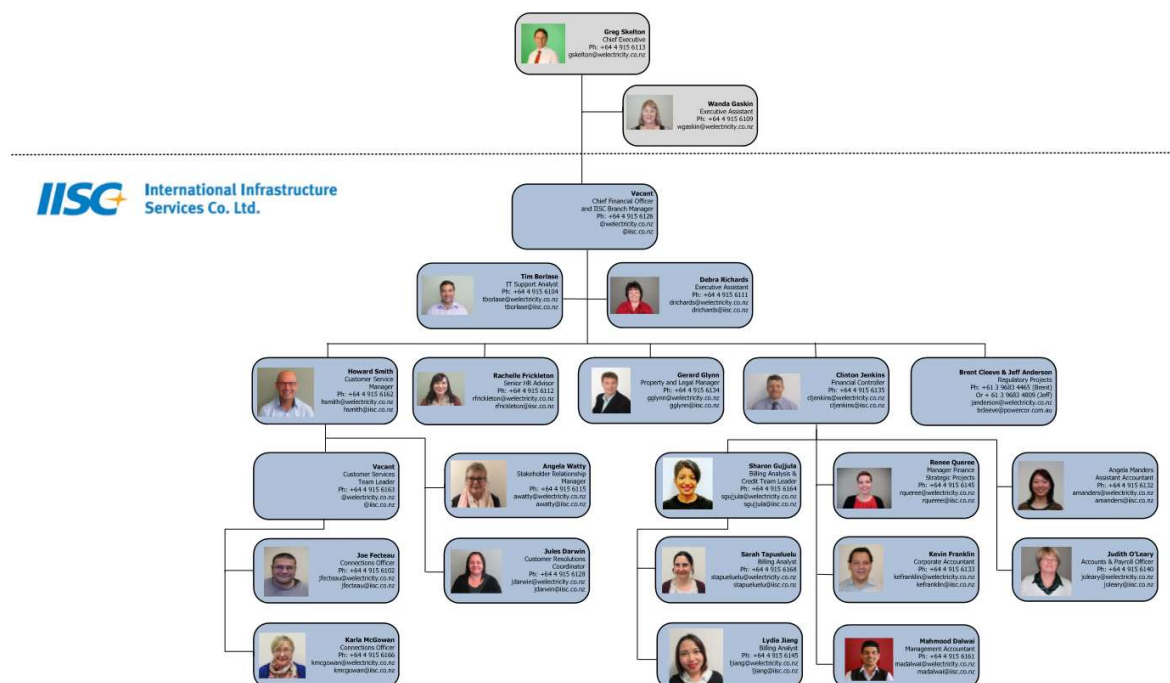 Greg Skelton
Chief Executive
Ph: +64 4 915 6113
gskelton@welectricity.co.nz
Wanda Gaskin
Executive Assistant
Ph: +64 4 915 6109
wgaskin@welectricity.co.nz
IISC
International Infrastructure
Services Co. Ltd.
Vacant
Chief Financial Officer
and IISC Branch Manager
Ph: +64 4 915 6126
@welectricity.co.nz
@iisc.co.nz
Tim Borlase
IT Support Analyst
Ph: +64 4 915 6104
tborlase@welectricity.co.nz
tborlase@iisc.co.nz
Debra Richards
Executive Assistant
Ph: +64 4 915 6111
drichards@welectricity.co.nz
drichards@iisc.co.nz
Howard Smith
Customer Service
Manager
Ph: +64 4 915 6162
hsmith@welectricity.co.nz
hsmith@iisc.co.nz
Rachelle Frickleton
Senior HR Advisor
Ph: +64 4 915 6112
rfrickleton@welectricity.co.nz
rfrickleton@iisc.co.nz
Gerard Glynn
Property and Legal Manager
Ph: +64 4 915 6134
gglynn@welectricity.co.nz
gglynn@iisc.co.nz
Clinton Jenkins
Financial Controller
Ph: +64 4 915 6135
cljenkins@welectricity.co.nz
cljenkins@iisc.co.nz
Brent Cleeve & Jeff Anderson
Regulatory Projects
Ph: +61 3 9683 4465 (Brent)
Or + 61 3 9683 4809 (Jeff)
janderson@welectricity.co.nz
bcleeve@powercor.com.au
Vacant
Customer Services
Team Leader
Ph: +64 4 915 6163
@welectricity.co.nz
@iisc.co.nz
Angela Watty
Stakeholder Relationship
Manager
Ph: +64 4 915 6115
awatty@welectricity.co.nz
awatty@iisc.co.nz
Sharon Gujjula
Billing Analysis &
Credit Team Leader
Ph: +64 4 915 6164
sgujjula@welectricity.co.nz
sgujjula@iisc.co.nz
Renee Queree
Manager Finance
Strategic Projects
Ph: +64 4 915 6145
rqueree@welectricity.co.nz
rqueree@iisc.co.nz
Angela Manders
Assistant Accountant
Ph: +64 4 915 6132
amanders@welectricity.co.nz
amanders@iisc.co.nz
Joe Fecteau
Connections Officer
Ph: +64 4 915 6102
jfecteau@welectricity.co.nz
jfecteau@iisc.co.nz
Jules Darwin
Customer Resolutions
Coordinator
Ph: +64 4 915 6128
jdarwin@welectricity.co.nz
jdarwin@iisc.co.nz
Sarah Tapueluelu
Billing Analyst
Ph: +64 4 915 6168
stapueluelu@welectricity.co.nz
stapueluelu@iisc.co.nz
Kevin Franklin
Corporate Accountant
Ph: +64 4 915 6133
kefranklin@welectricity.co.nz
kefranklin@iisc.co.nz
Judith O'Leary
Accounts & Payroll Officer
Ph: +64 4 915 6140
joleary@welectricity.co.nz
joleary@iisc.co.nz
Karla McGowan
Connections Officer
Ph: +64 4 915 6166
kmcgowan@welectricity.co.nz
kmcgowan@iisc.co.nz
Lydia Jiang
Billing Analyst
Ph: +64 4 915 6145
ljiang@welectricity.co.nz
ljiang@iisc.co.nz
Mahmood Dalwai
Management Accountant
Ph: +64 4 915 6161
madalwai@welectricity.co.nz
madalwai@iisc.co.nz